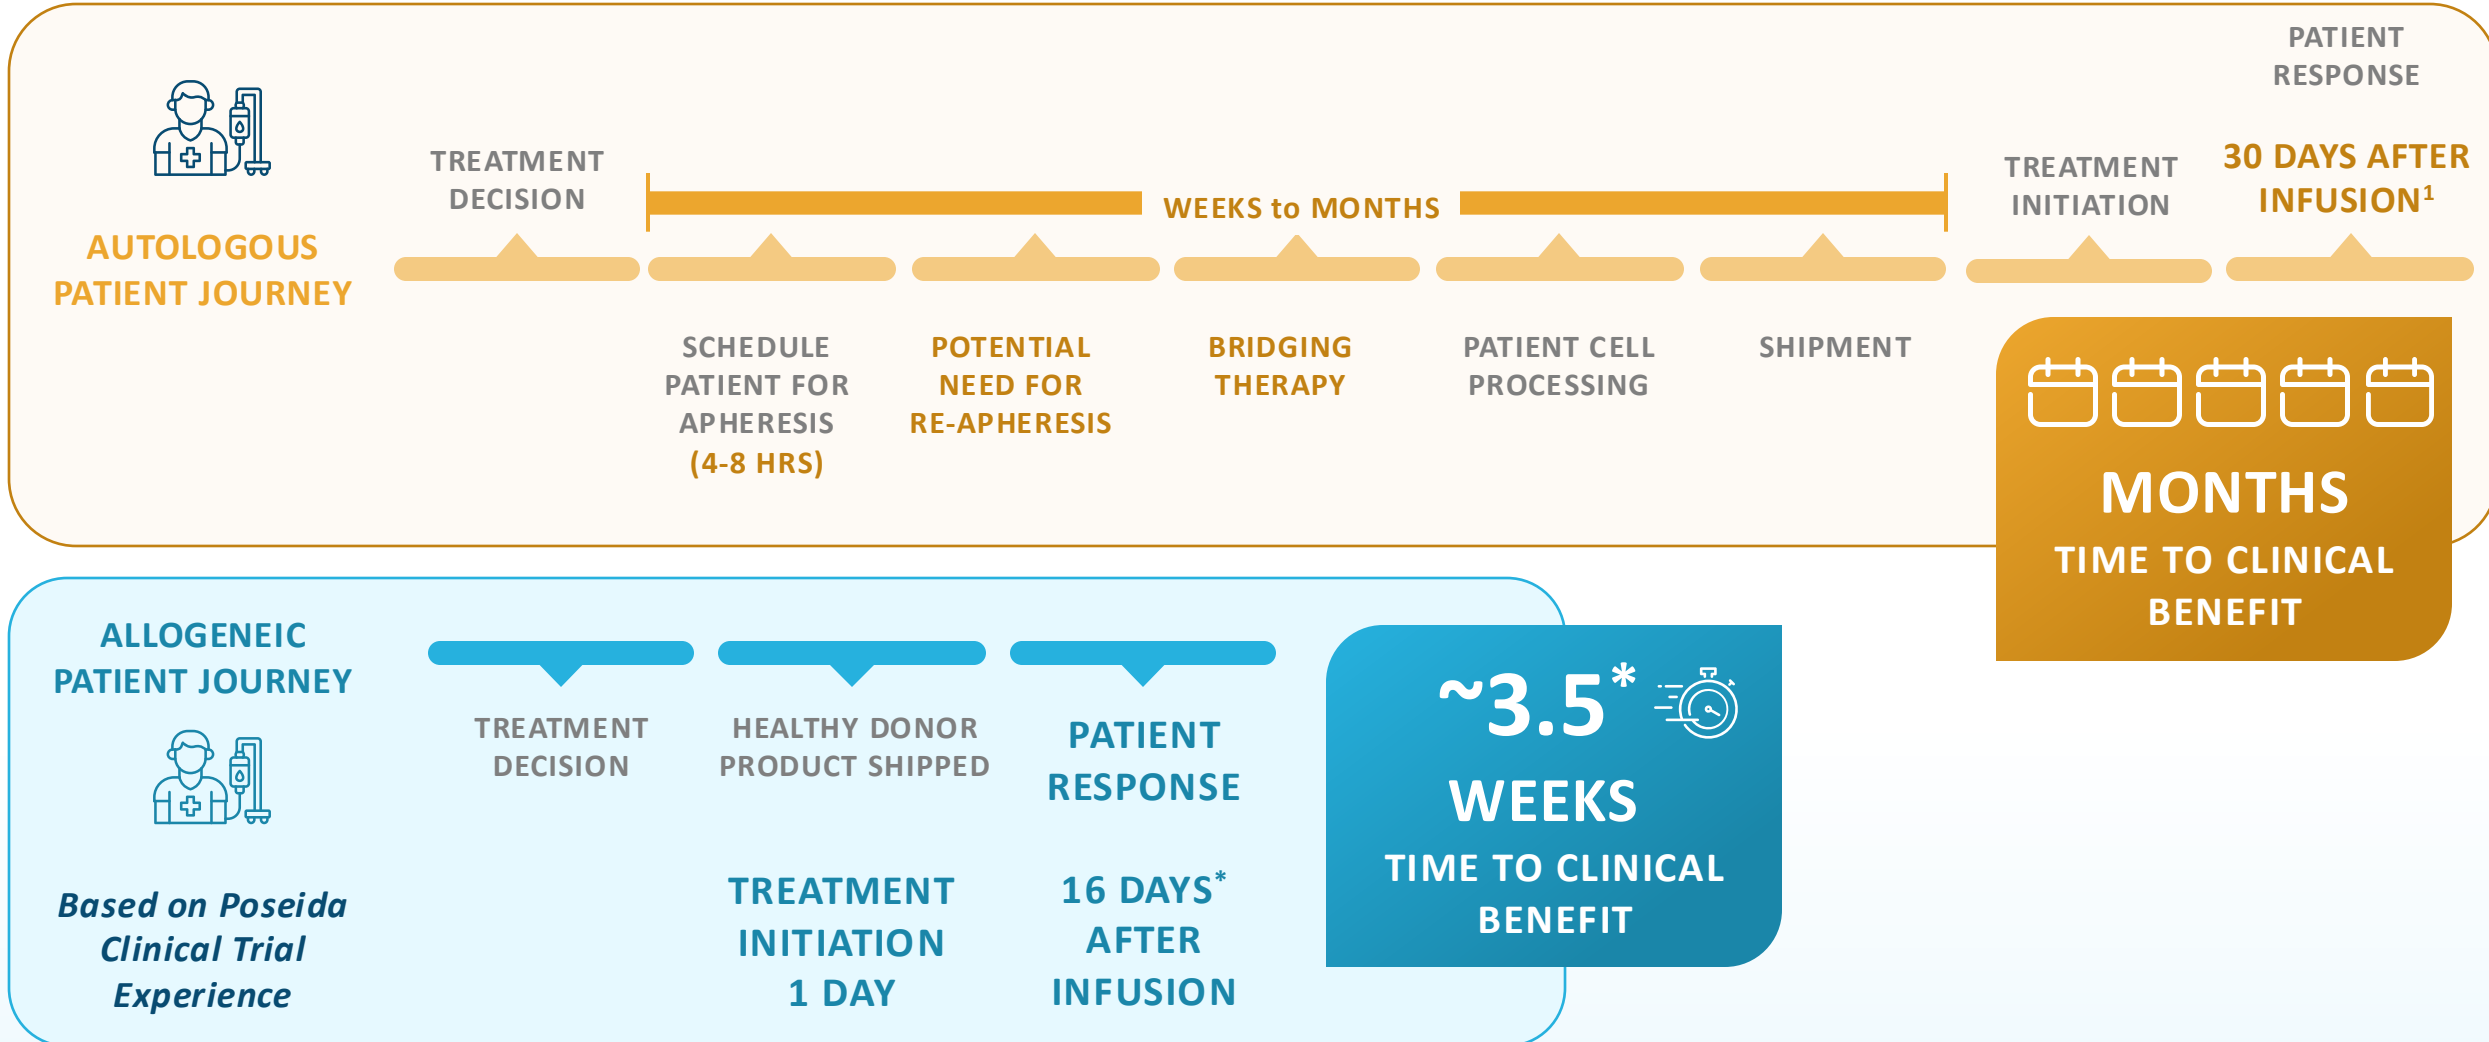 AUTOLOGOUS
PATIENT JOURNEY
TREATMENT
DECISION
WEEKS to MONTHS
SCHEDULE
PATIENT FOR
APHERESIS
(4-8 HRS)
POTENTIAL
NEED FOR
RE-APHERESIS
BRIDGING
THERAPY
PATIENT CELL
PROCESSING
SHIPMENT
TREATMENT
INITIATION
PATIENT
RESPONSE
30 DAYS AFTER
INFUSION¹
MONTHS
TIME TO CLINICAL
BENEFIT
ALLOGENEIC
PATIENT JOURNEY
Based on Poseida
Clinical Trial
Experience
TREATMENT
DECISION
HEALTHY DONOR
PRODUCT SHIPPED
TREATMENT
INITIATION
1 DAY
PATIENT
RESPONSE
16 DAYS*
AFTER
INFUSION
~3.5*
WEEKS
TIME TO CLINICAL
BENEFIT